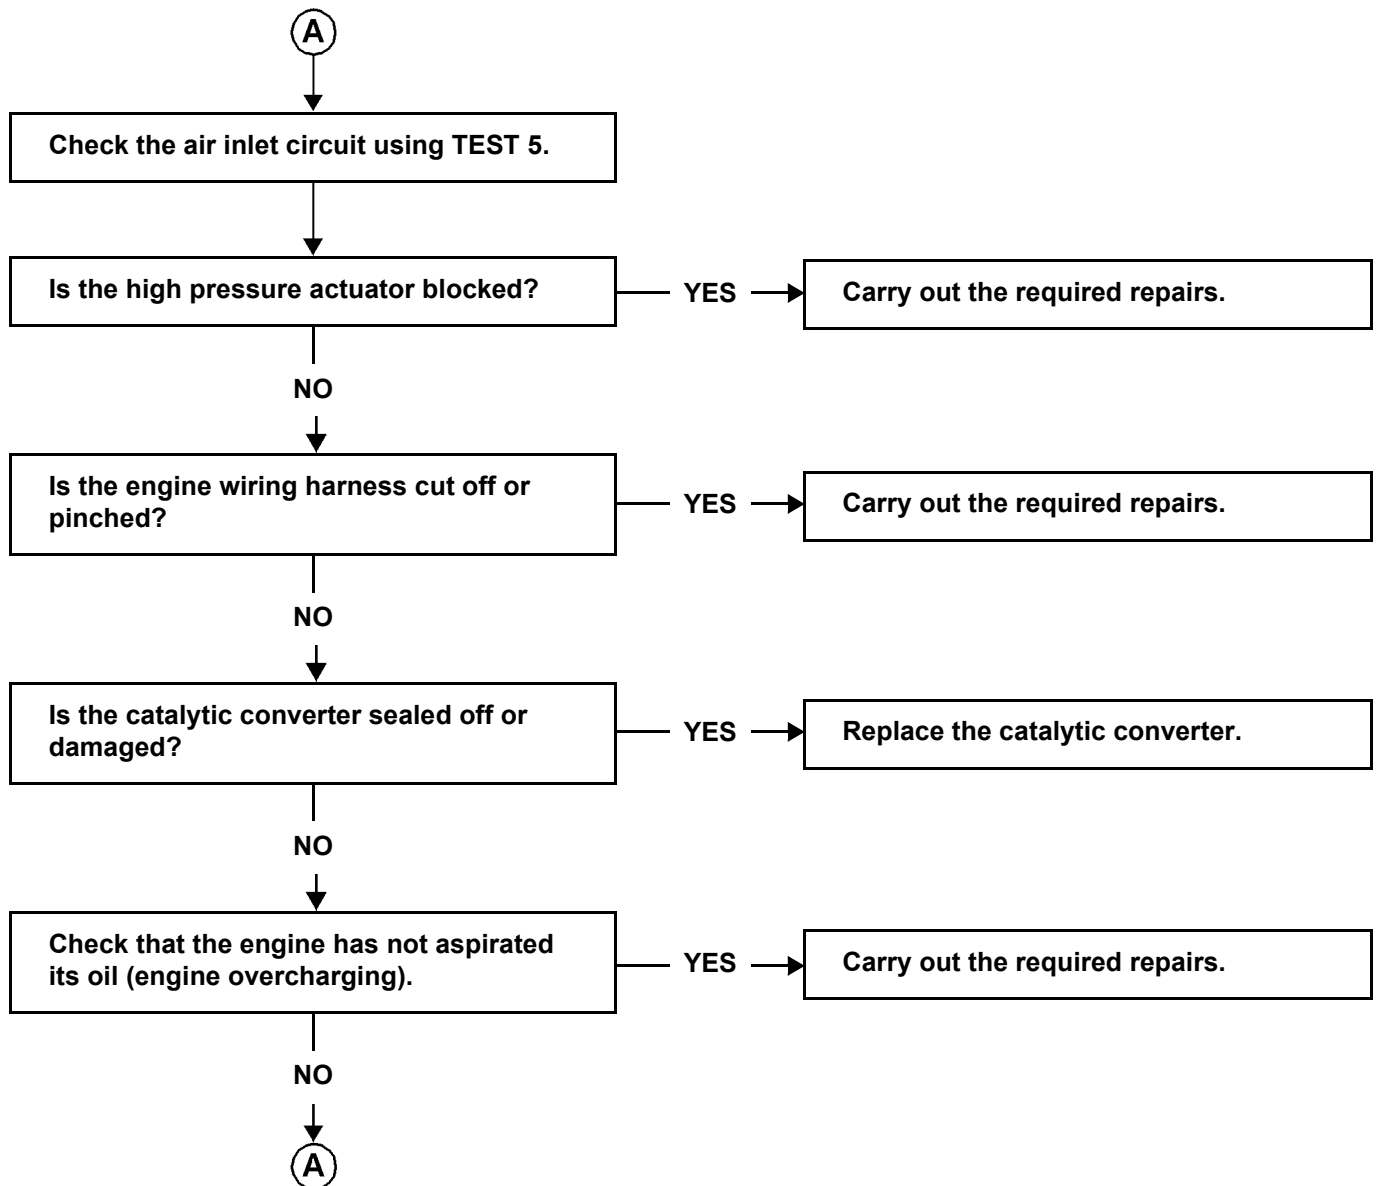 A
Check the air inlet circuit using TEST 5.
Is the high pressure actuator blocked?
YES
Carry out the required repairs.
NO
Is the engine wiring harness cut off or
pinched?
YES
Carry out the required repairs.
NO
Is the catalytic converter sealed off or
damaged?
YES
Replace the catalytic converter.
NO
Check that the engine has not aspirated
its oil (engine overcharging).
YES
Carry out the required repairs.
NO
A